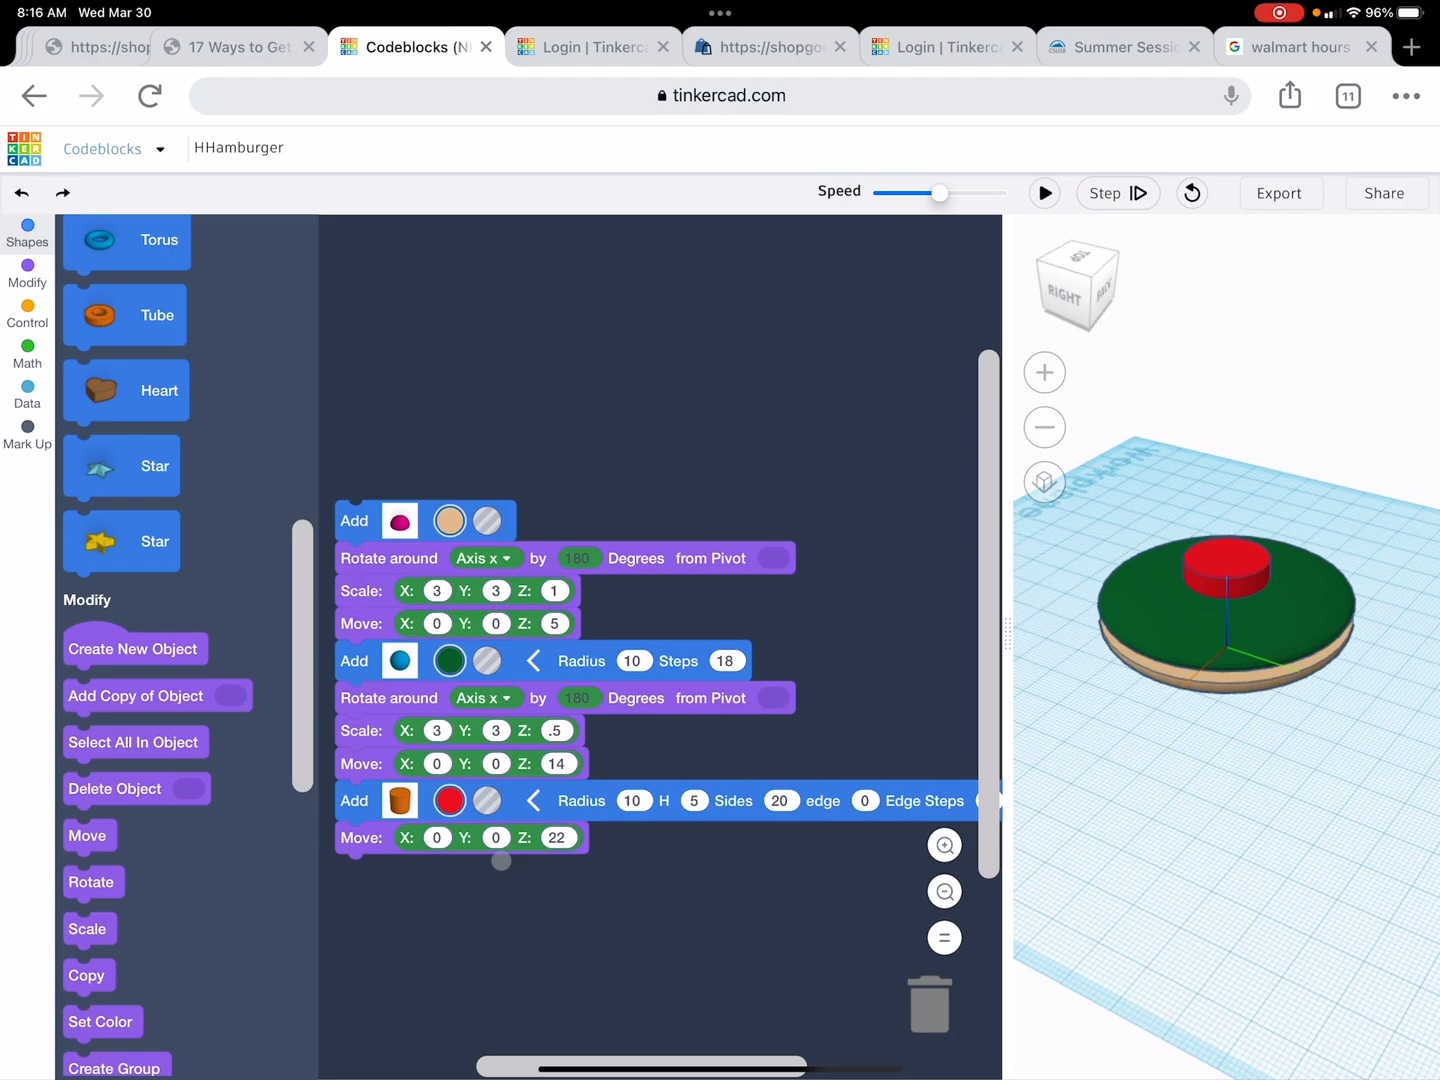 8:16 AM Wed Mar 30
96%
https://shop
17 Ways to Get
Codeblocks (N
Login | Tinkerca
https://shopgo
Login | Tinkerc
Summer Sessic
walmart hours
tinkercad.com
11
TIN
KER
CAD
Codeblocks
HHamburger
Speed
Step
Export
Share
Shapes
Modify
Control
Math
Data
Mark Up
Torus
Tube
Heart
Star
Star
Modify
Create New Object
Add Copy of Object
Select All In Object
Delete Object
Move
Rotate
Scale
Copy
Set Color
Create Group
Add
Rotate around Axis x by 180 Degrees from Pivot
Scale: X: 3 Y: 3 Z: 1
Move: X: 0 Y: 0 Z: 5
Add Radius 10 Steps 18
Rotate around Axis x by 180 Degrees from Pivot
Scale: X: 3 Y: 3 Z: .5
Move: X: 0 Y: 0 Z: 14
Add Radius 10 H 5 Sides 20 edge 0 Edge Steps
Move: X: 0 Y: 0 Z: 22
TOP
RIGHT
BACK